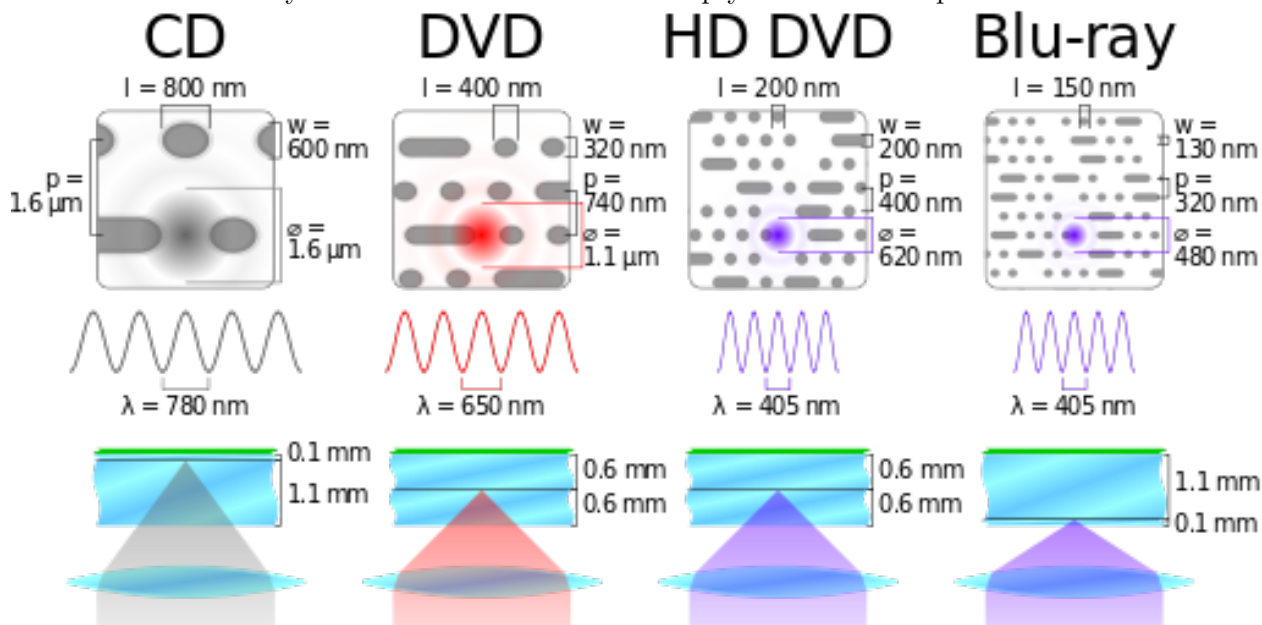 CD
l = 800 nm
w =
600 nm
p =
1.6 µm
⌀ =
1.6 µm
λ = 780 nm
0.1 mm
1.1 mm
DVD
l = 400 nm
w =
320 nm
p =
740 nm
⌀ =
1.1 µm
λ = 650 nm
0.6 mm
0.6 mm
HD DVD
l = 200 nm
w =
200 nm
p =
400 nm
⌀ =
620 nm
λ = 405 nm
0.6 mm
0.6 mm
Blu-ray
l = 150 nm
w =
130 nm
p =
320 nm
⌀ =
480 nm
λ = 405 nm
1.1 mm
0.1 mm